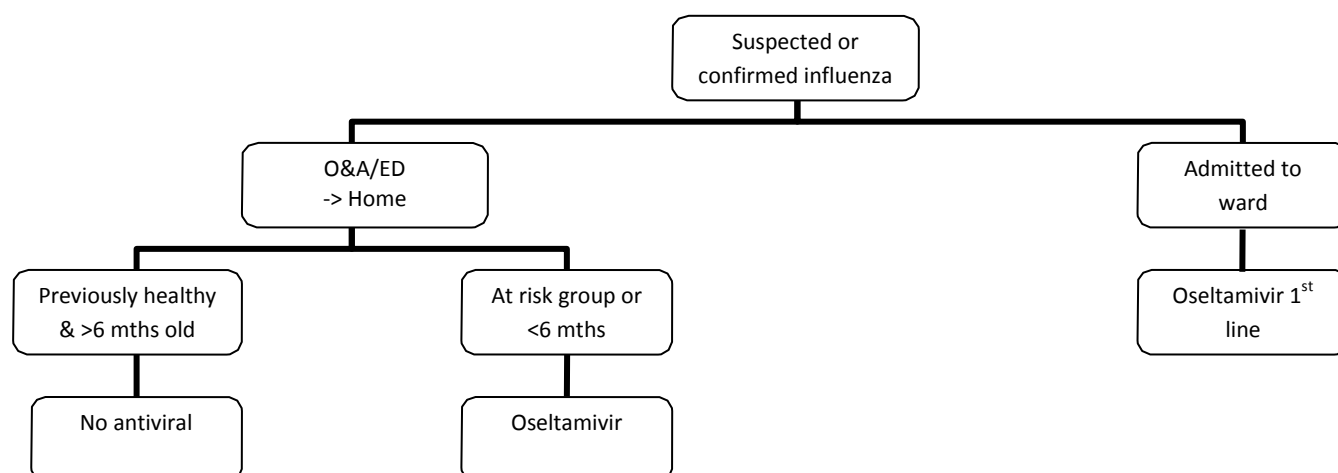 Suspected or
confirmed influenza
O&A/ED
-> Home
Admitted to
ward
Previously healthy
& >6 mths old
At risk group or
<6 mths
Oseltamivir 1st
line
No antiviral
Oseltamivir